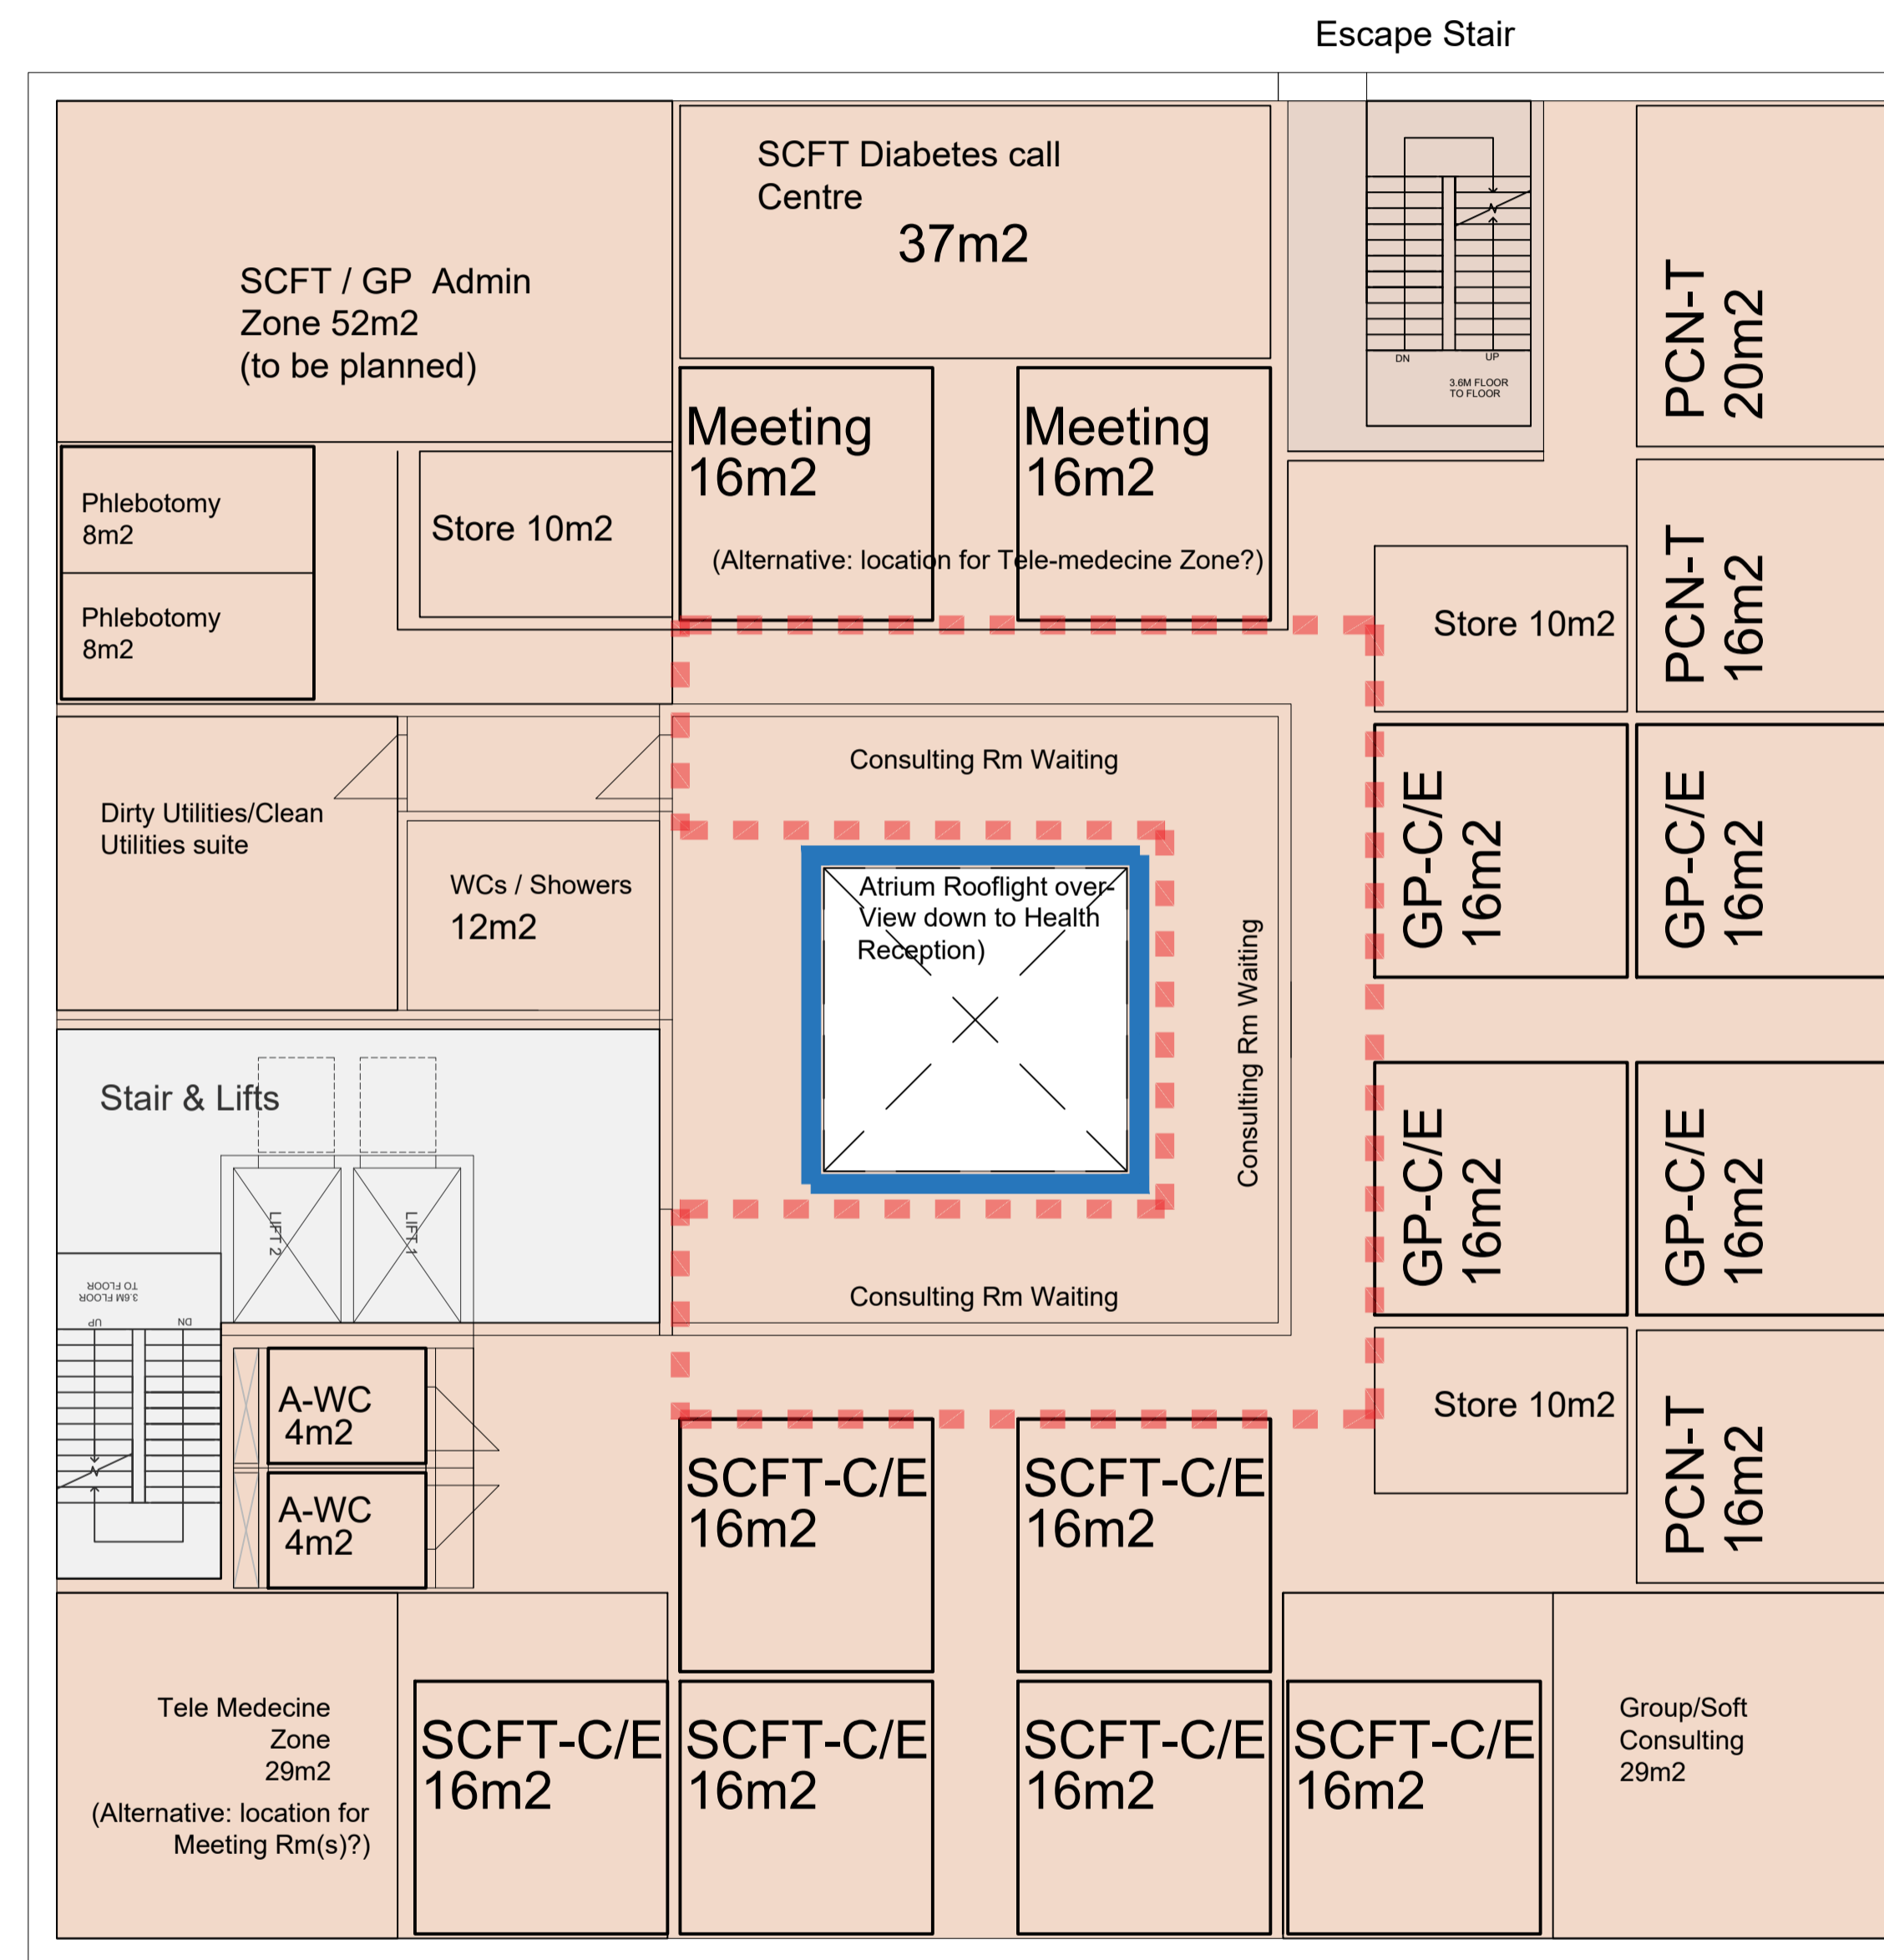 Escape Stair
SCFT Diabetes call
Centre
37m2
SCFT / GP Admin
Zone 52m2
(to be planned)
DN
UP
3.6M FLOOR
TO FLOOR
PCN-T
20m2
Meeting
16m2
Meeting
16m2
(Alternative: location for Tele-medecine Zone?)
Phlebotomy
8m2
Phlebotomy
8m2
Store 10m2
Store 10m2
PCN-T
16m2
Consulting Rm Waiting
Dirty Utilities/Clean
Utilities suite
WCs / Showers
12m2
Atrium Rooflight over-
View down to Health
Reception)
Consulting Rm Waiting
GP-C/E
16m2
GP-C/E
16m2
Stair & Lifts
LIFT 2
LIFT 1
GP-C/E
16m2
GP-C/E
16m2
3.6M FLOOR
TO FLOOR
UP
DN
Consulting Rm Waiting
A-WC
4m2
A-WC
4m2
Store 10m2
PCN-T
16m2
SCFT-C/E
16m2
SCFT-C/E
16m2
Tele Medecine
Zone
29m2
(Alternative: location for
Meeting Rm(s)?)
SCFT-C/E
16m2
SCFT-C/E
16m2
SCFT-C/E
16m2
SCFT-C/E
16m2
Group/Soft
Consulting
29m2